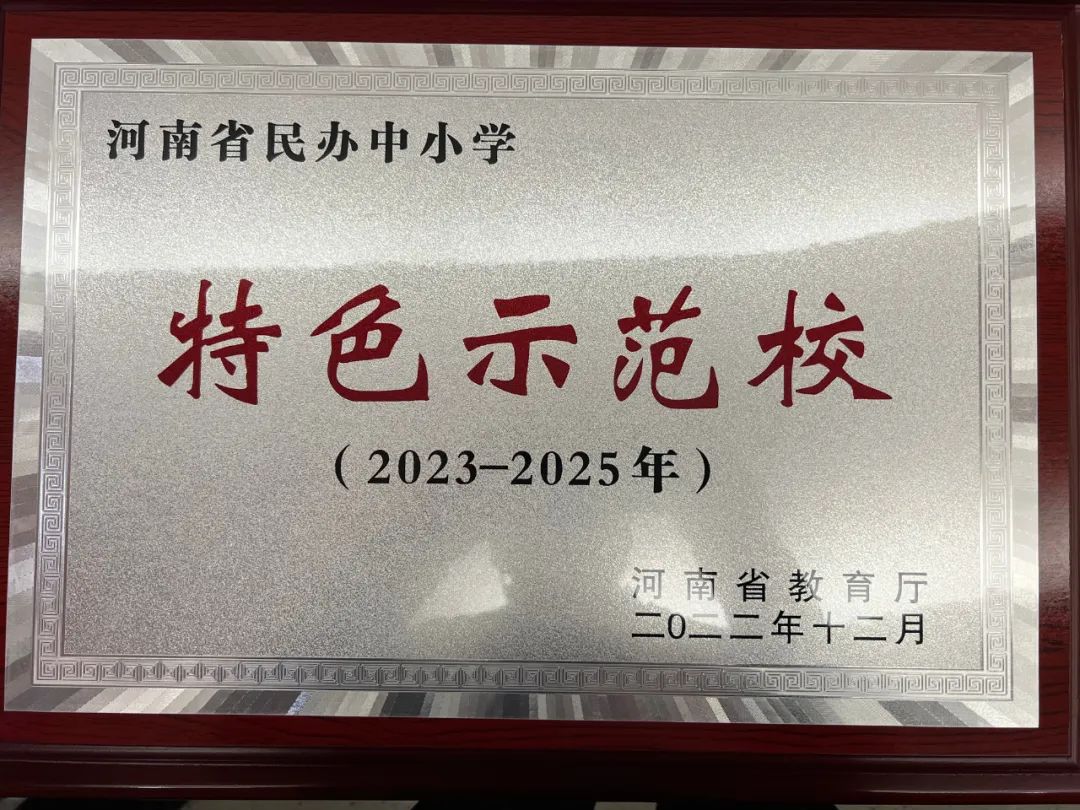 河南省民办中小学
特色示范校
（2023-2025年）
河南省教育厅
二〇二二年十二月